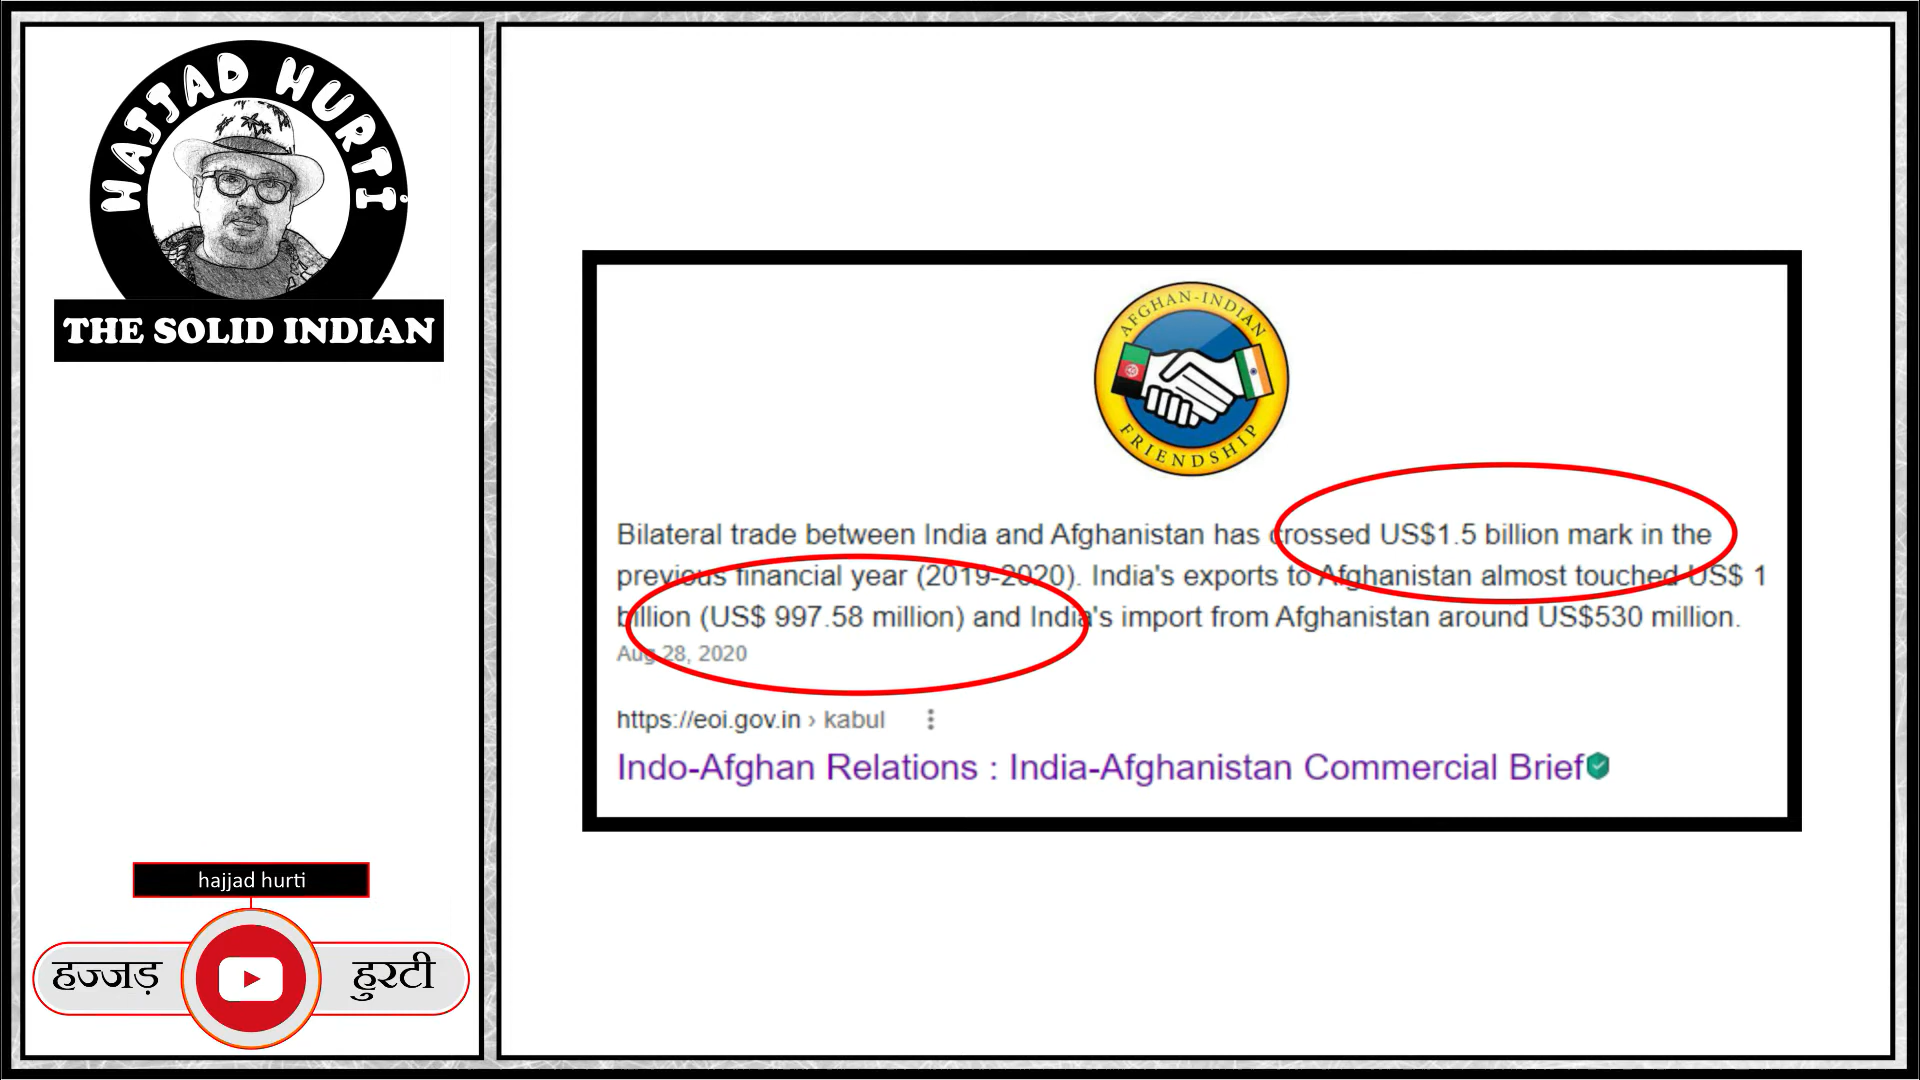 HAJJAD HURTi
THE SOLID INDIAN
AFGHAN-INDIAN
FRIENDSHIP
Bilateral trade between India and Afghanistan has crossed US$1.5 billion mark in the
previous financial year (2019-2020). India's exports to Afghanistan almost touched US$ 1
billion (US$ 997.58 million) and India's import from Afghanistan around US$530 million.
Aug 28, 2020
https://eoi.gov.in › kabul
Indo-Afghan Relations : India-Afghanistan Commercial Brief
hajjad hurti
हज्जड़ हुरटी